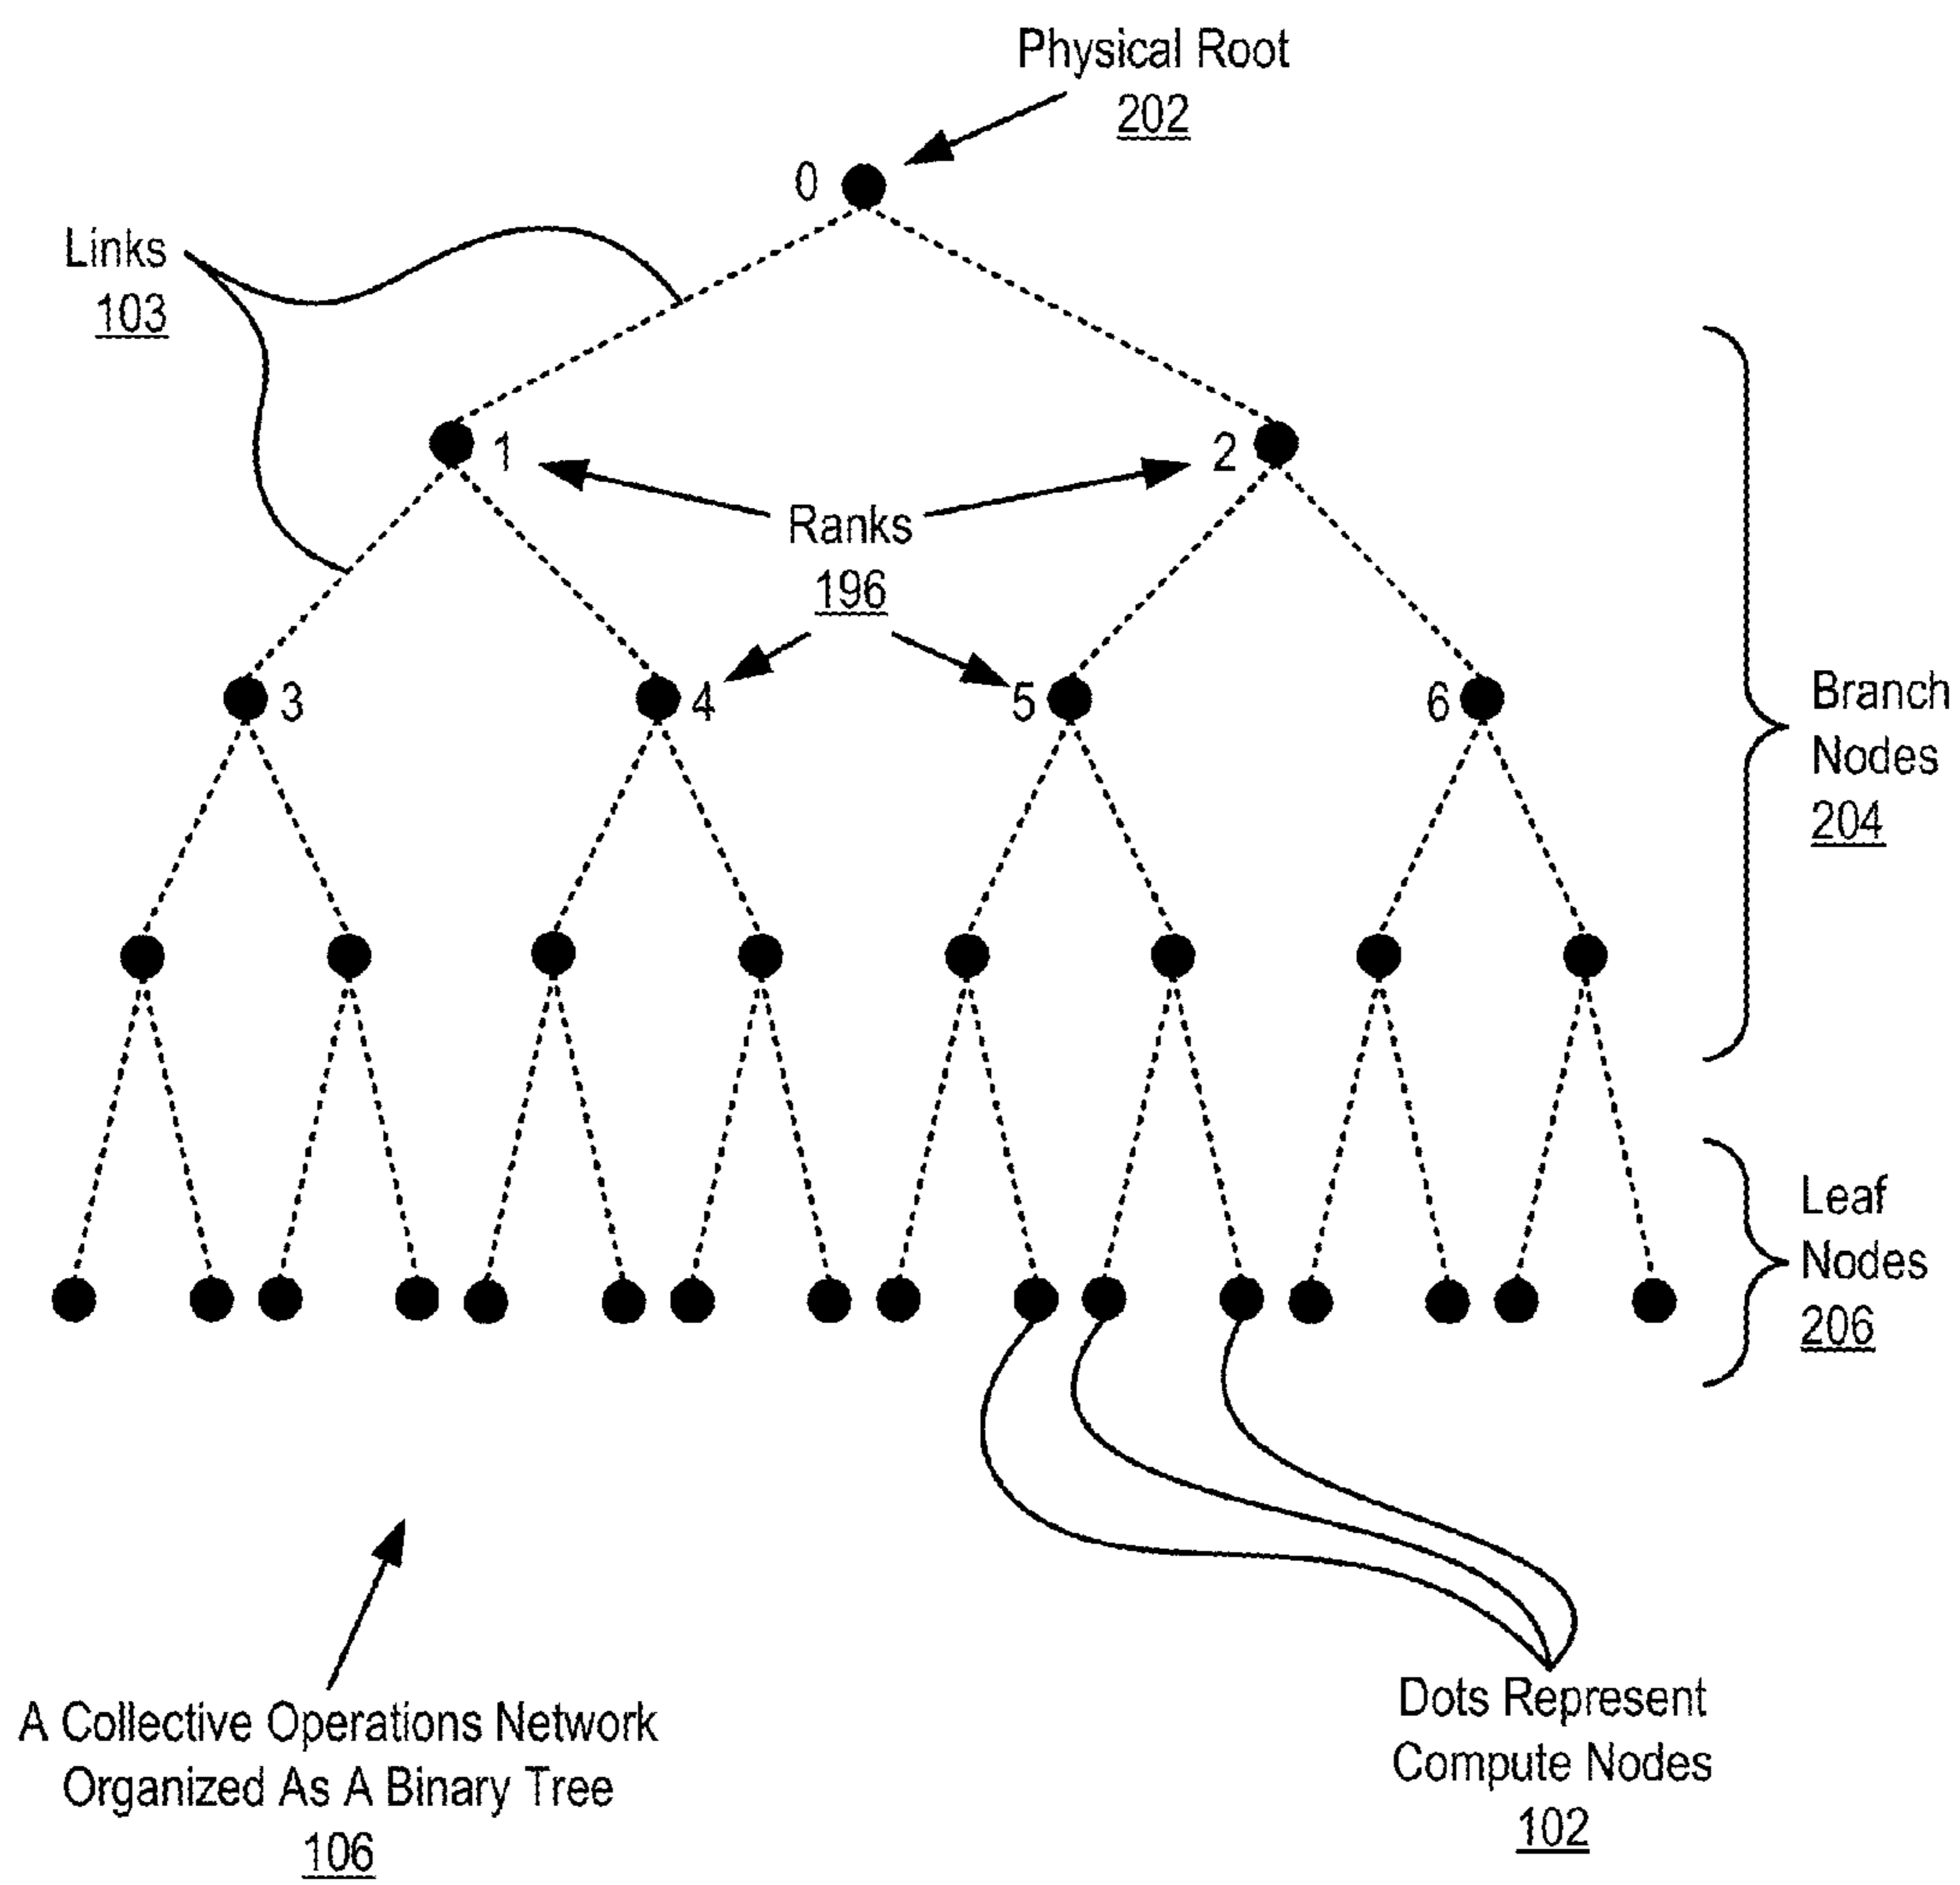 Physical Root
202
0
Links
103
1
2
Ranks
196
3
4
5
6
Branch
Nodes
204
Leaf
Nodes
206
A Collective Operations Network
Organized As A Binary Tree
106
Dots Represent
Compute Nodes
102